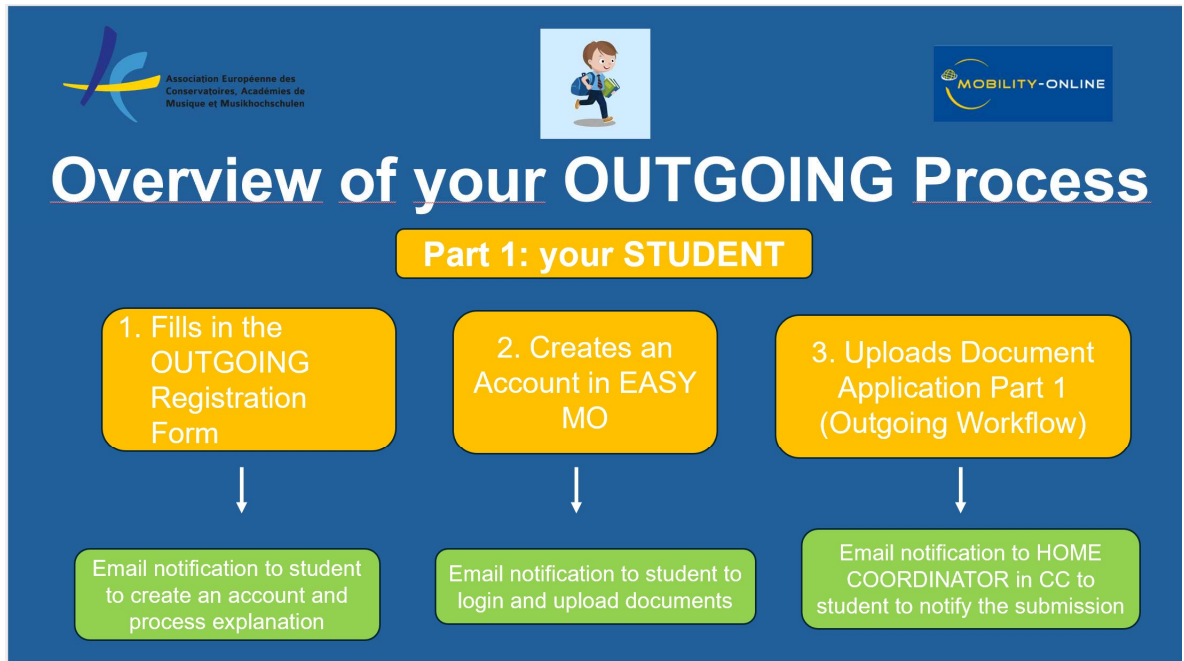 Association Européenne des
Conservatoires, Académies de
Musique et Musikhochschulen
MOBILITY-ONLINE
Overview of your OUTGOING Process
Part 1: your STUDENT
1. Fills in the
OUTGOING
Registration
Form
2. Creates an
Account in EASY
MO
3. Uploads Document
Application Part 1
(Outgoing Workflow)
Email notification to student
to create an account and
process explanation
Email notification to student to
login and upload documents
Email notification to HOME
COORDINATOR in CC to
student to notify the submission